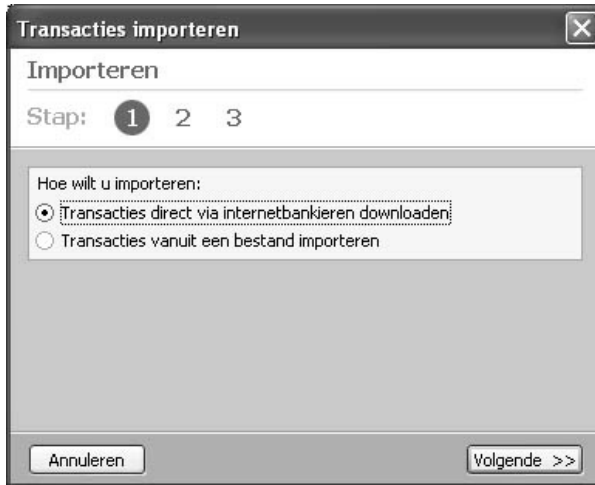 Transacties importeren
Importeren
Stap: 1 2 3
Hoe wilt u importeren:
Transacties direct via internetbankieren downloaden
Transacties vanuit een bestand importeren
Annuleren
Volgende >>